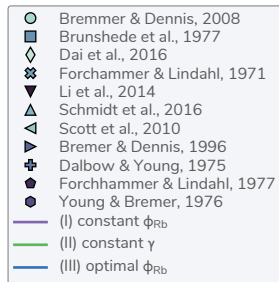 Bremmer & Dennis, 2008
Brunshede et al., 1977
Dai et al., 2016
Forchammer & Lindahl, 1971
Li et al., 2014
Schmidt et al., 2016
Scott et al., 2010
Bremer & Dennis, 1996
Dalbow & Young, 1975
Forchhammer & Lindahl, 1977
Young & Bremer, 1976
(I) constant ϕRb
(II) constant γ
(III) optimal ϕRb